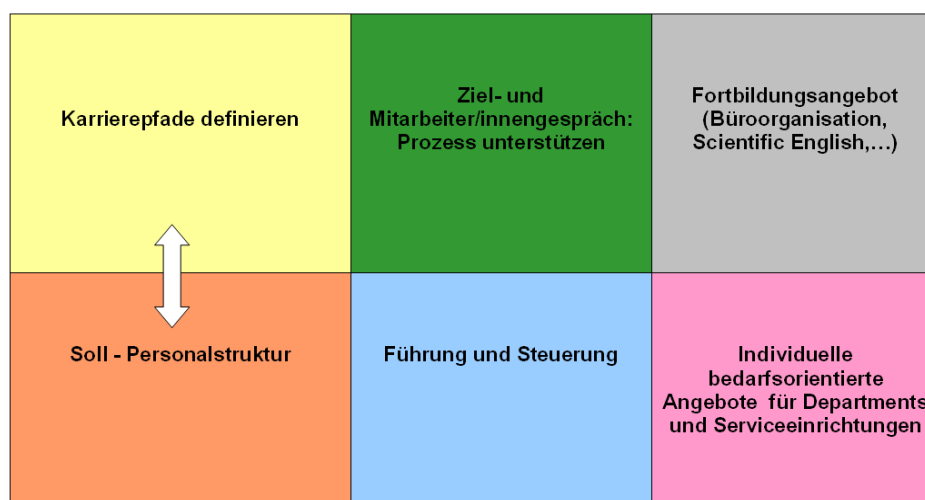 Karrierepfade definieren
Ziel- und
Mitarbeiter/innengespräch:
Prozess unterstützen
Fortbildungsangebot
(Büroorganisation,
Scientific English,…)
Soll - Personalstruktur
Führung und Steuerung
Individuelle
bedarfsorientierte
Angebote für Departments
und Serviceeinrichtungen